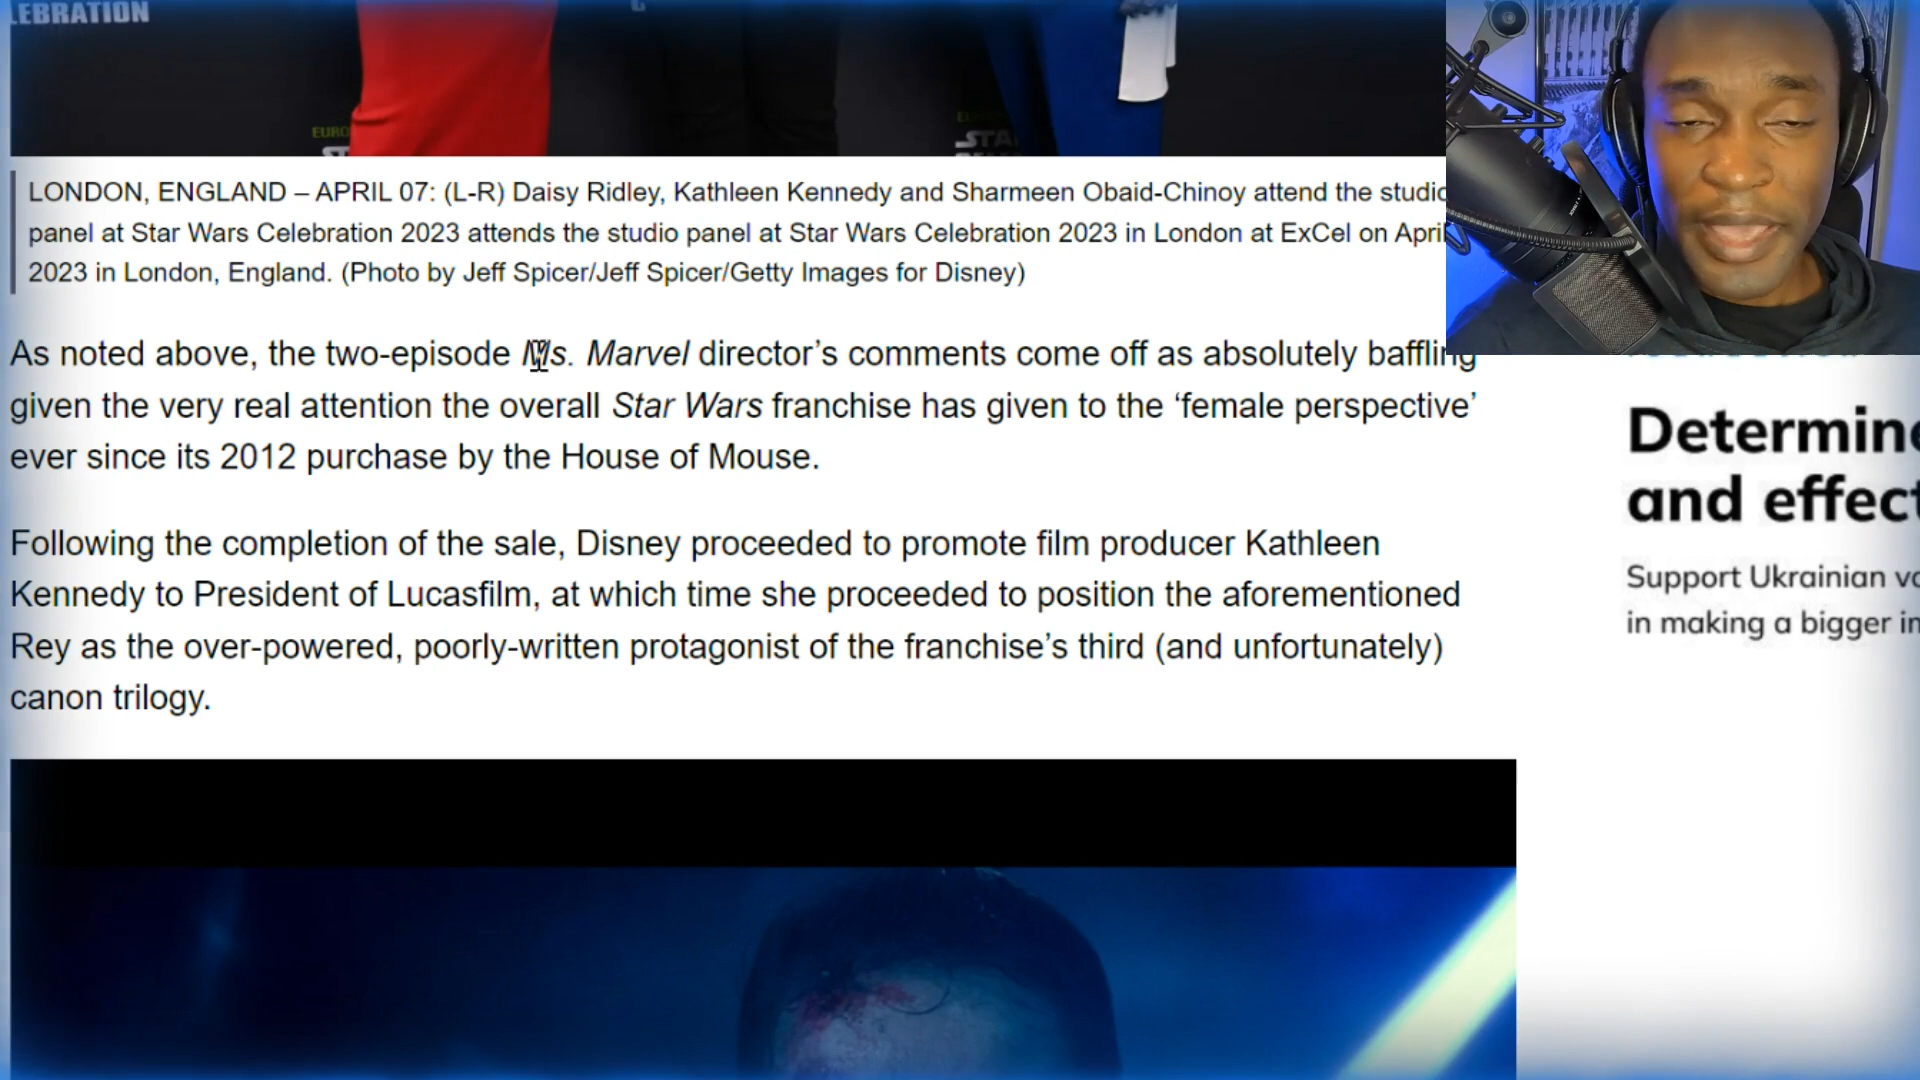 LEBRATION
EURO
STA
LONDON, ENGLAND – APRIL 07: (L-R) Daisy Ridley, Kathleen Kennedy and Sharmeen Obaid-Chinoy attend the studio
panel at Star Wars Celebration 2023 attends the studio panel at Star Wars Celebration 2023 in London at ExCel on April
2023 in London, England. (Photo by Jeff Spicer/Jeff Spicer/Getty Images for Disney)
As noted above, the two-episode Ms. Marvel director’s comments come off as absolutely baffling
given the very real attention the overall Star Wars franchise has given to the ‘female perspective’
ever since its 2012 purchase by the House of Mouse.
Following the completion of the sale, Disney proceeded to promote film producer Kathleen
Kennedy to President of Lucasfilm, at which time she proceeded to position the aforementioned
Rey as the over-powered, poorly-written protagonist of the franchise’s third (and unfortunately)
canon trilogy.
Determine
and effect
Support Ukrainian vo
in making a bigger